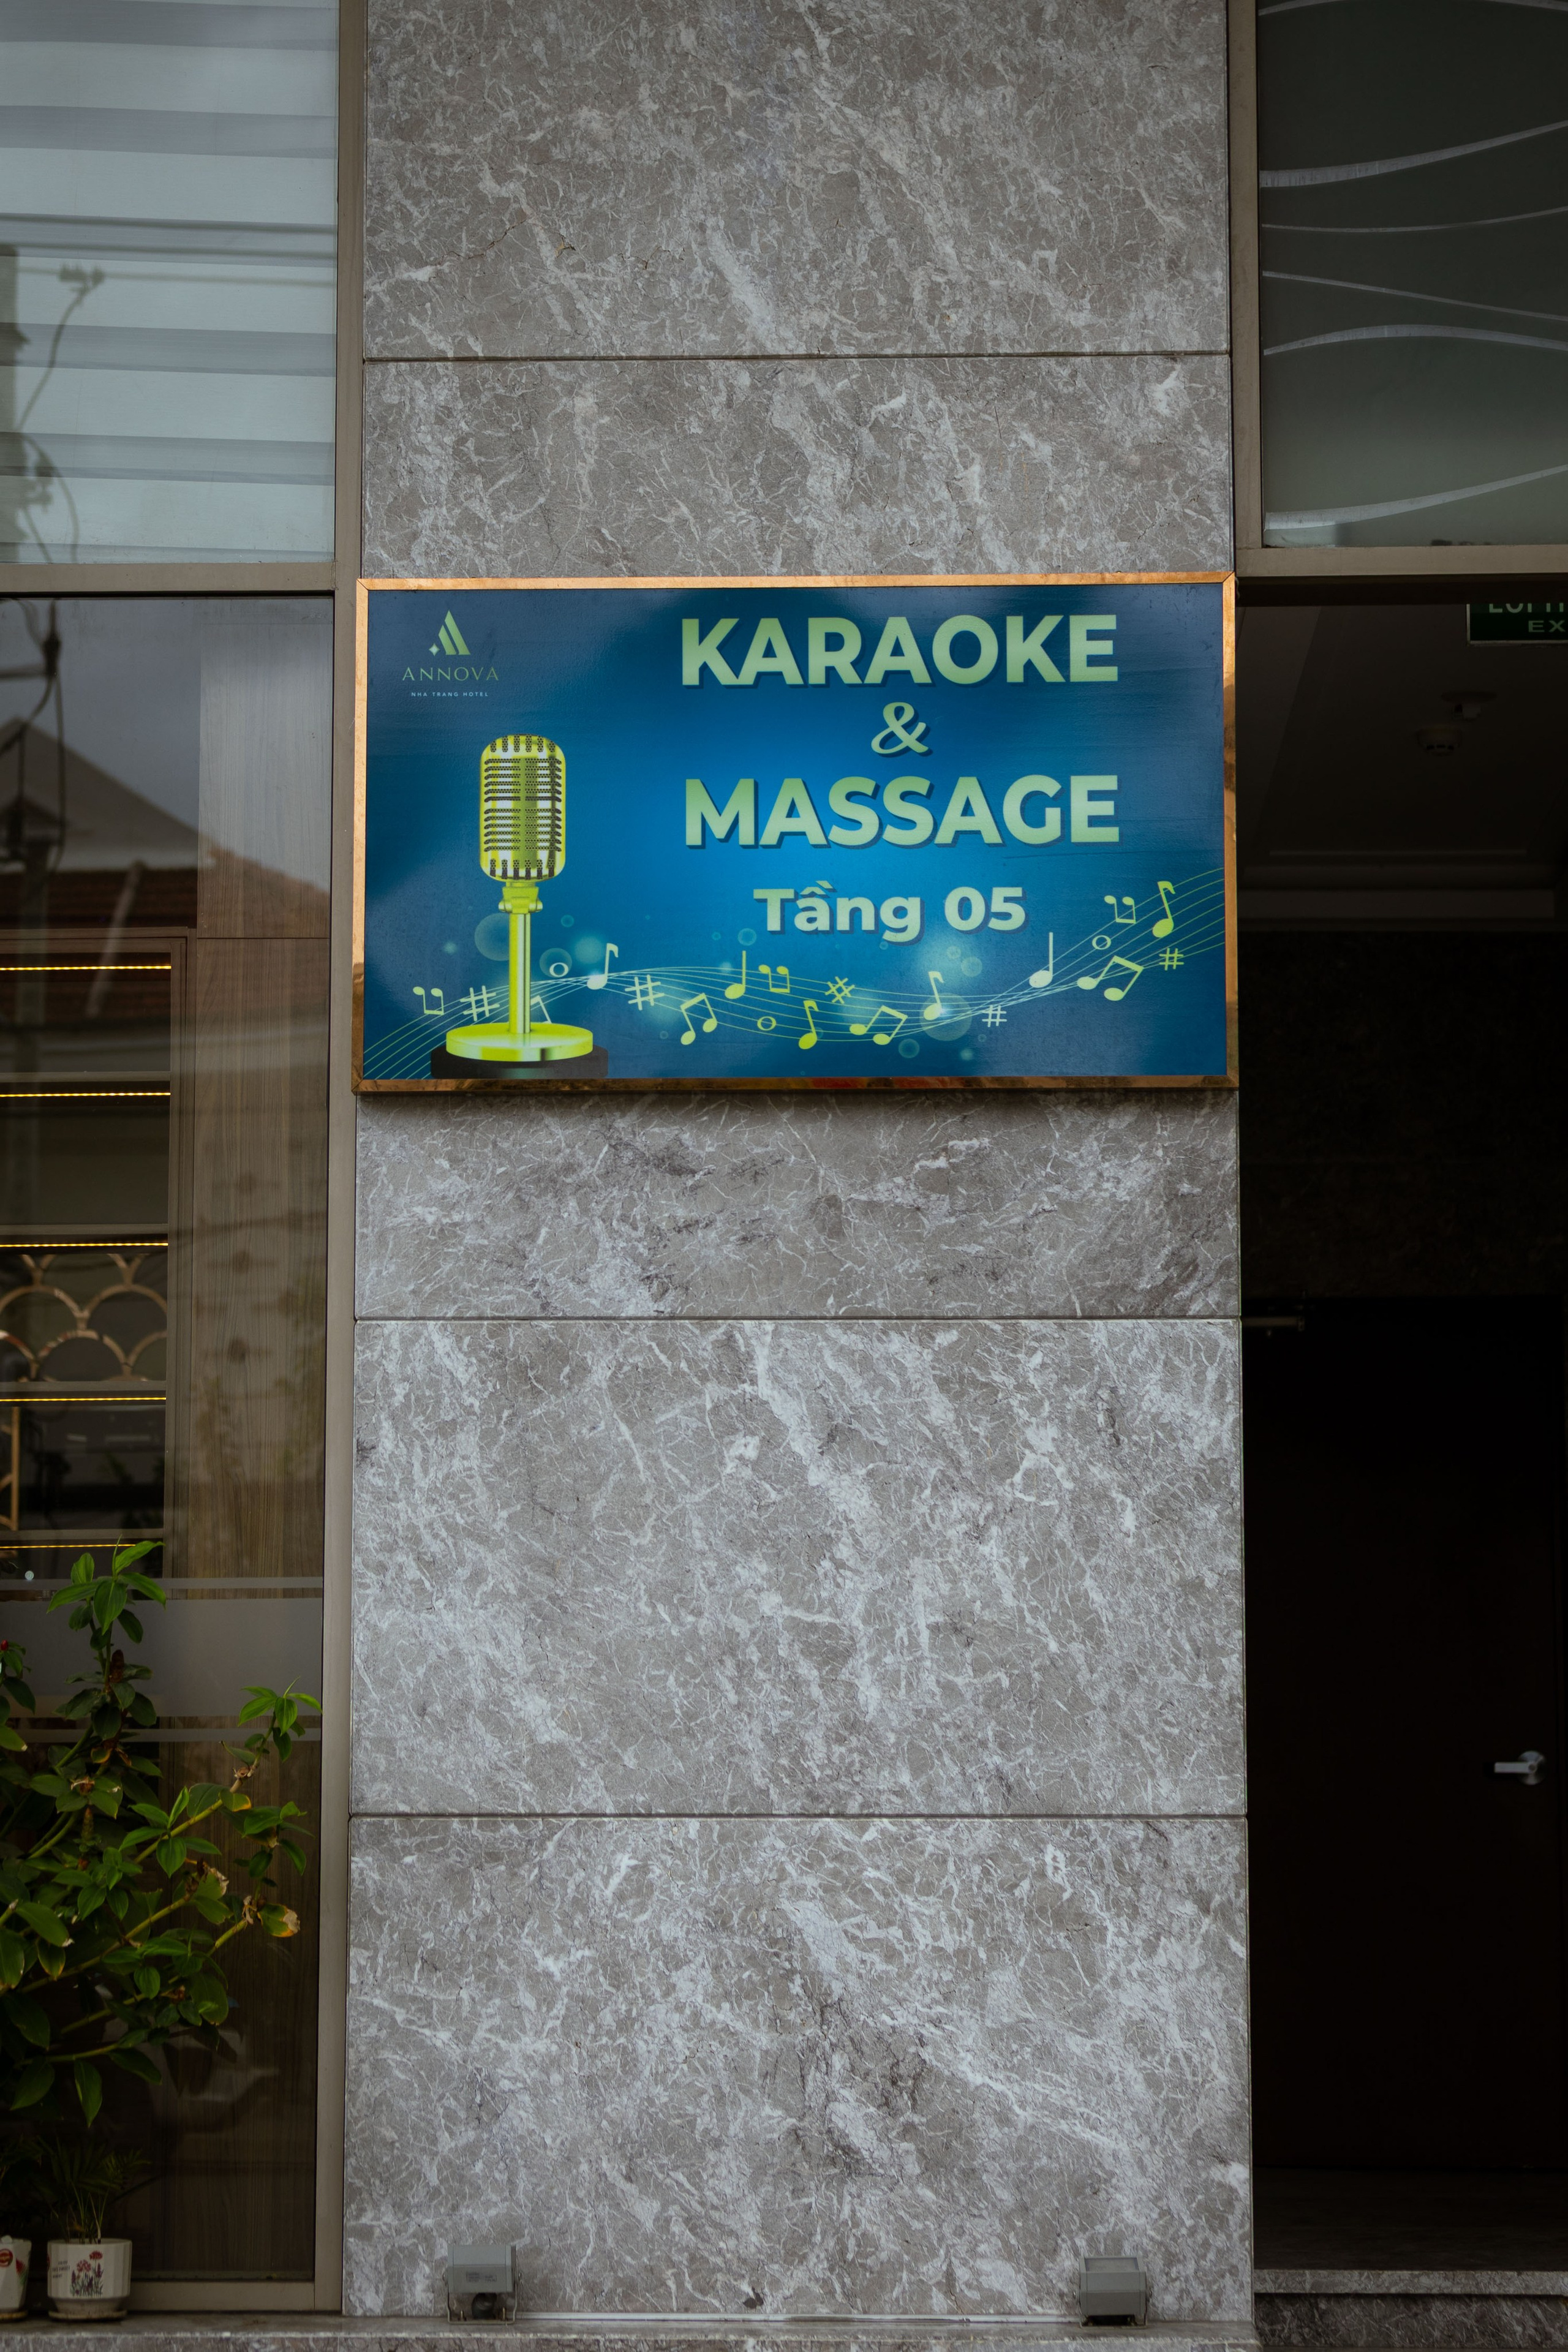 ANNOVA
NHA TRANG HOTEL
KARAOKE
&
MASSAGE
Tầng 05